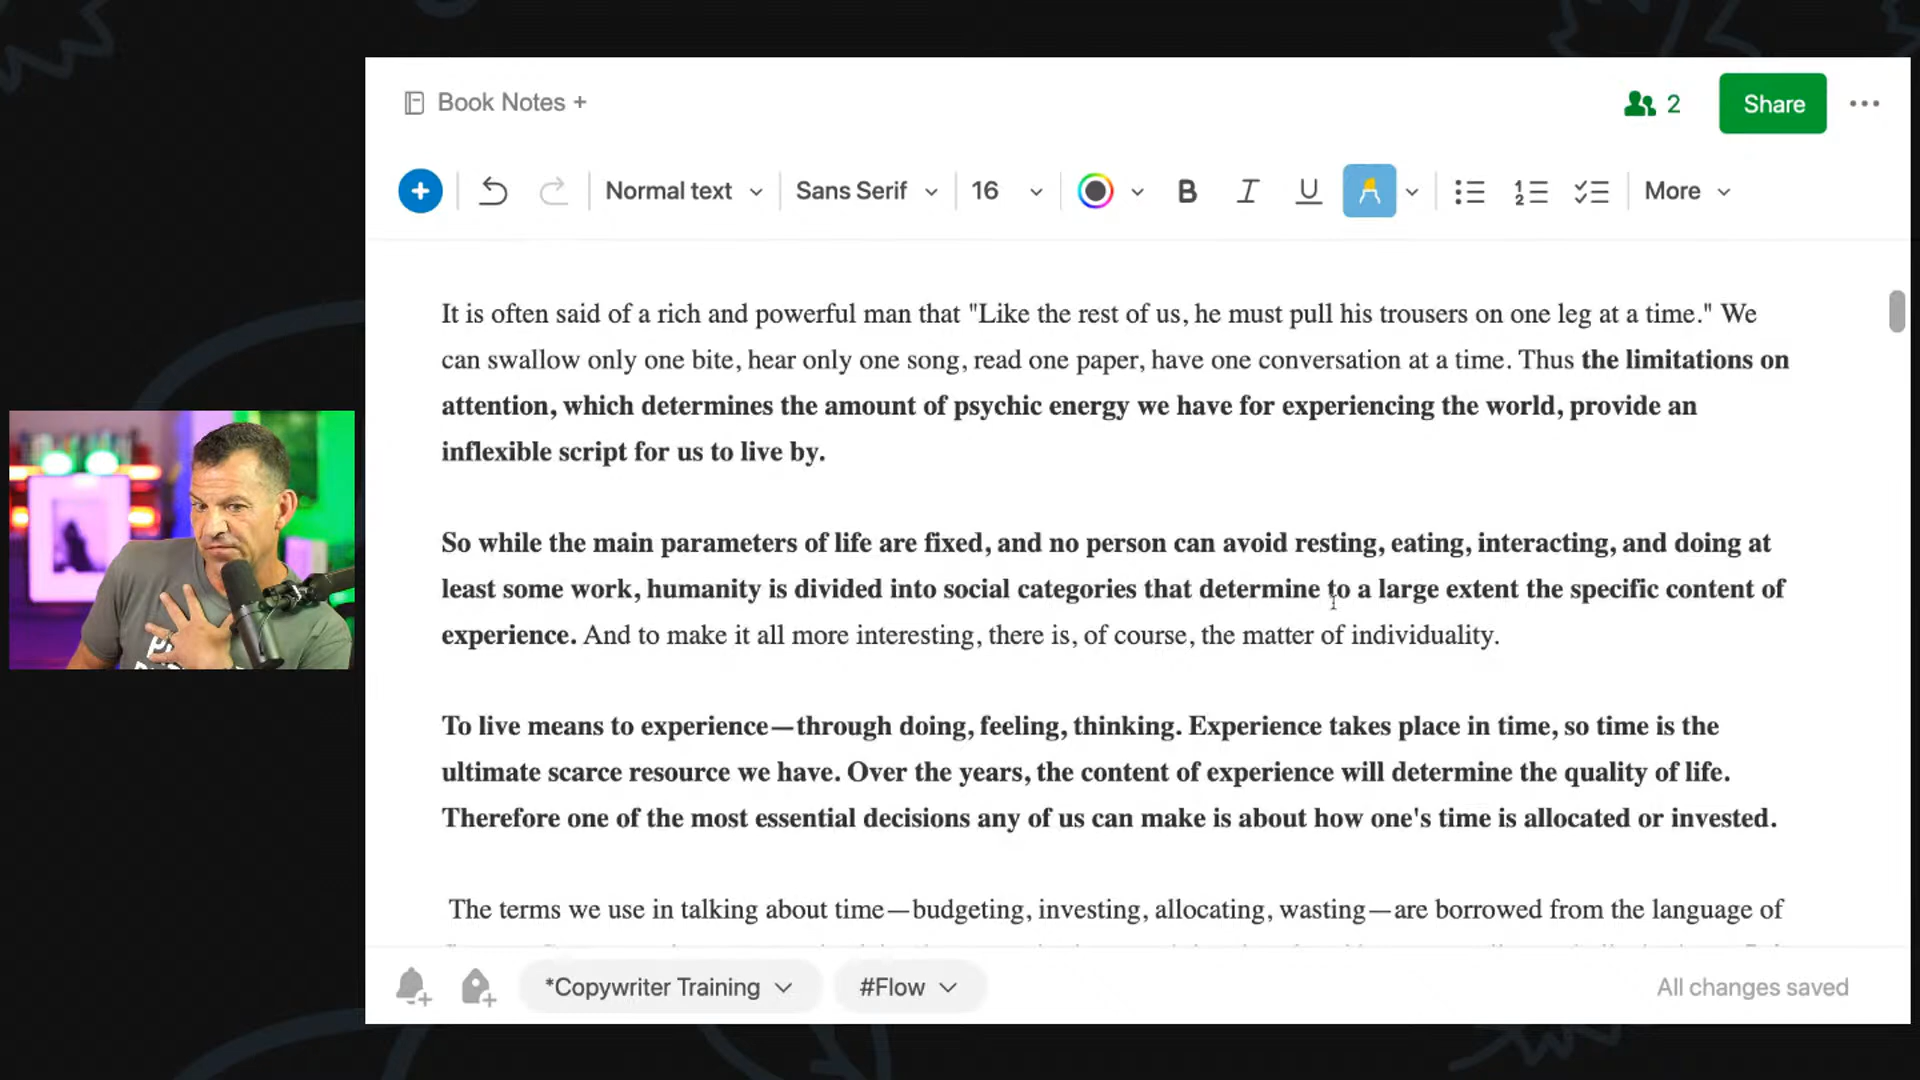 Book Notes +
2
Share
Normal text
Sans Serif
16
B
I
U
More
It is often said of a rich and powerful man that "Like the rest of us, he must pull his trousers on one leg at a time." We
can swallow only one bite, hear only one song, read one paper, have one conversation at a time. Thus the limitations on
attention, which determines the amount of psychic energy we have for experiencing the world, provide an
inflexible script for us to live by.
So while the main parameters of life are fixed, and no person can avoid resting, eating, interacting, and doing at
least some work, humanity is divided into social categories that determine to a large extent the specific content of
experience. And to make it all more interesting, there is, of course, the matter of individuality.
To live means to experience—through doing, feeling, thinking. Experience takes place in time, so time is the
ultimate scarce resource we have. Over the years, the content of experience will determine the quality of life.
Therefore one of the most essential decisions any of us can make is about how one's time is allocated or invested.
The terms we use in talking about time—budgeting, investing, allocating, wasting—are borrowed from the language of
*Copywriter Training
#Flow
All changes saved